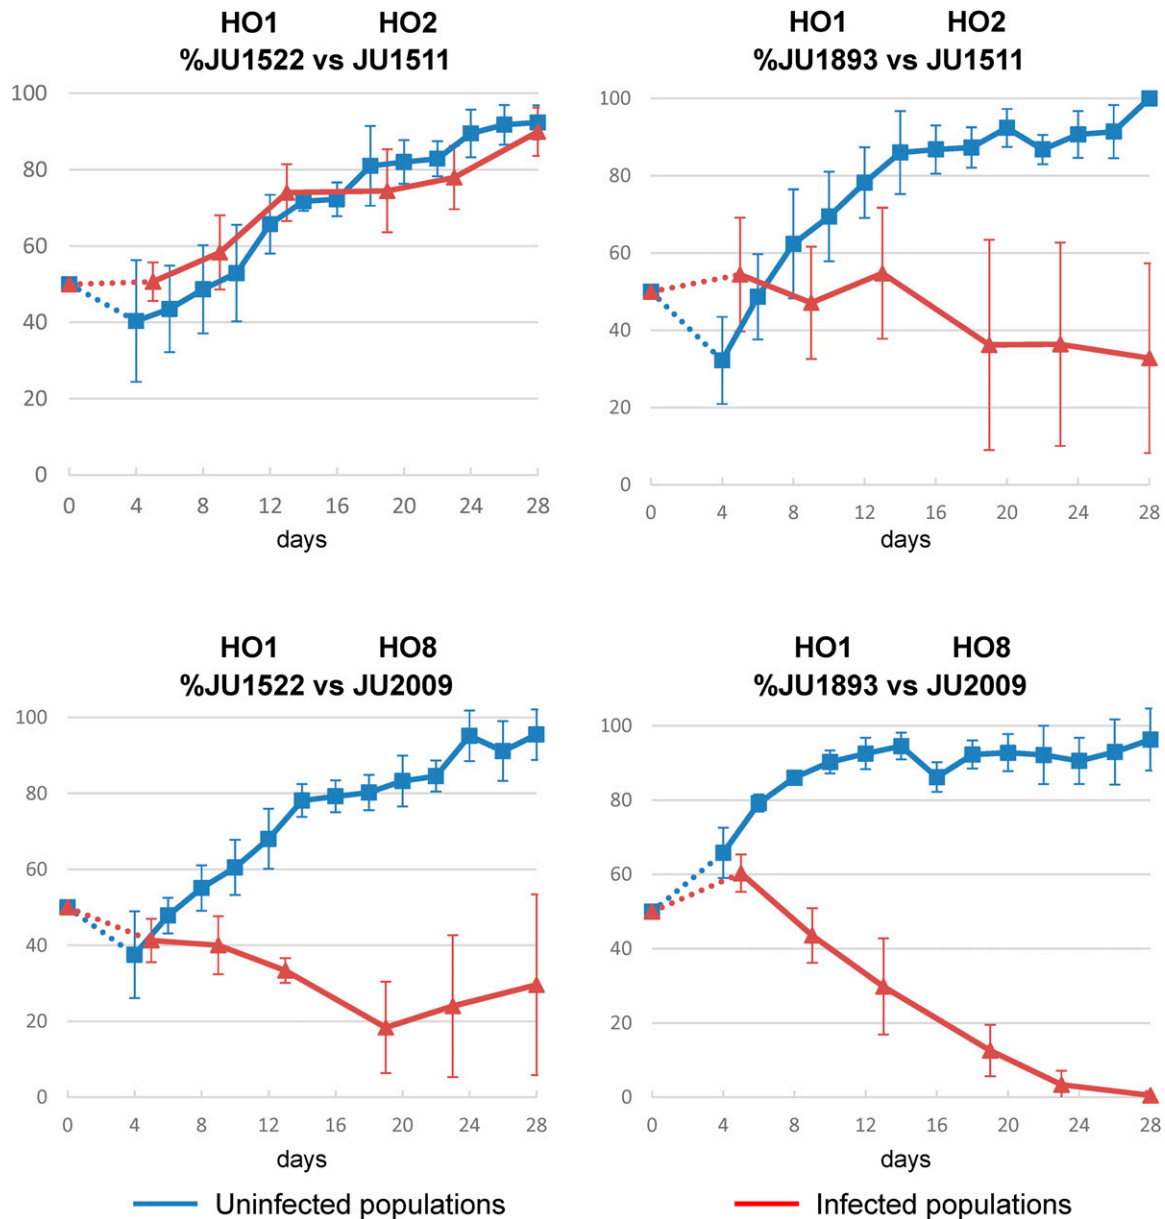 HO1 HO2
%JU1522 vs JU1511
100
80
60
40
20
0
0 4 8 12 16 20 24 28
days
HO1 HO2
%JU1893 vs JU1511
100
80
60
40
20
0
0 4 8 12 16 20 24 28
days
HO1 HO8
%JU1522 vs JU2009
100
80
60
40
20
0
0 4 8 12 16 20 24 28
days
HO1 HO8
%JU1893 vs JU2009
100
80
60
40
20
0
0 4 8 12 16 20 24 28
days
Uninfected populations
Infected populations